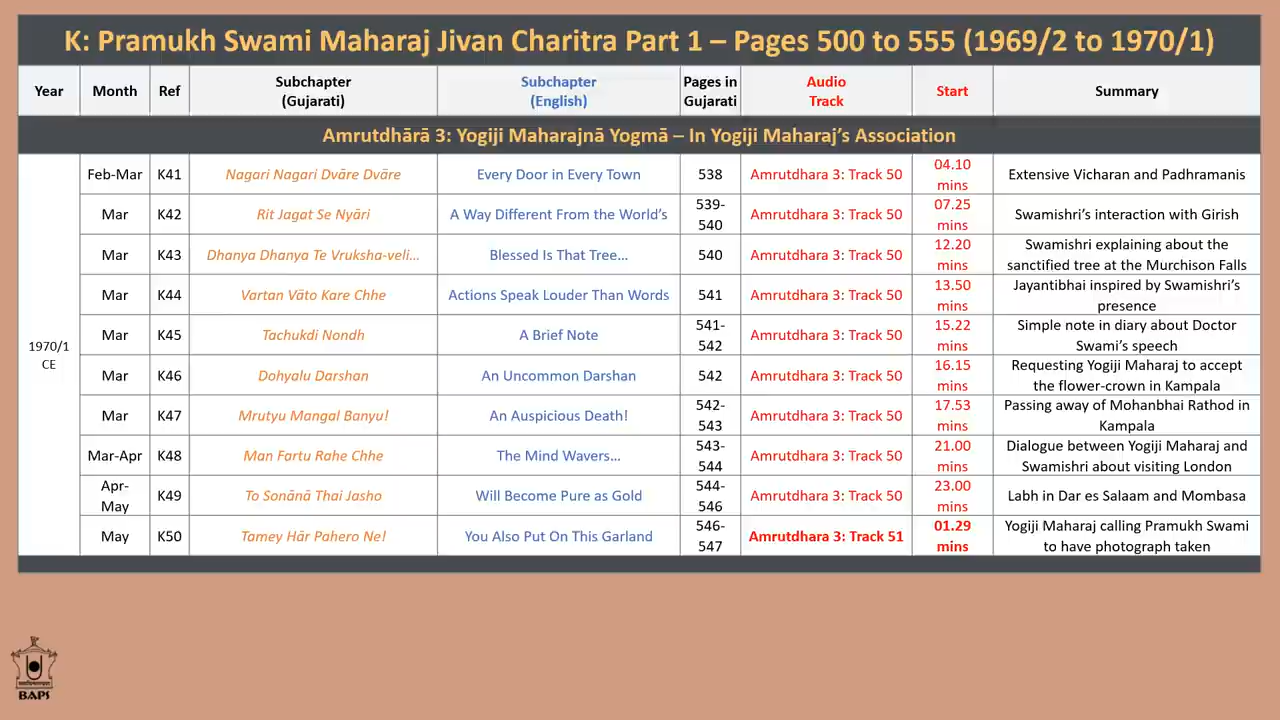 K: Pramukh Swami Maharaj Jivan Charitra Part 1 – Pages 500 to 555 (1969/2 to 1970/1)
Year Month Ref Subchapter (Gujarati) Subchapter (English) Pages in Gujarati Audio Track Start Summary
Amrutdhārā 3: Yogiji Maharajnā Yogmā – In Yogiji Maharaj’s Association
1970/1 CE
Feb-Mar K41 Nagari Nagari Dvāre Dvāre Every Door in Every Town 538 Amrutdhara 3: Track 50 04.10 mins Extensive Vicharan and Padhramanis
Mar K42 Rit Jagat Se Nyāri A Way Different From the World’s 539-540 Amrutdhara 3: Track 50 07.25 mins Swamishri’s interaction with Girish
Mar K43 Dhanya Dhanya Te Vruksha-veli... Blessed Is That Tree... 540 Amrutdhara 3: Track 50 12.20 mins Swamishri explaining about the sanctified tree at the Murchison Falls
Mar K44 Vartan Vāto Kare Chhe Actions Speak Louder Than Words 541 Amrutdhara 3: Track 50 13.50 mins Jayantibhai inspired by Swamishri’s presence
Mar K45 Tachukdi Nondh A Brief Note 541-542 Amrutdhara 3: Track 50 15.22 mins Simple note in diary about Doctor Swami’s speech
Mar K46 Dohyalu Darshan An Uncommon Darshan 542 Amrutdhara 3: Track 50 16.15 mins Requesting Yogiji Maharaj to accept the flower-crown in Kampala
Mar K47 Mrutyu Mangal Banyu! An Auspicious Death! 542-543 Amrutdhara 3: Track 50 17.53 mins Passing away of Mohanbhai Rathod in Kampala
Mar-Apr K48 Man Fartu Rahe Chhe The Mind Wavers... 543-544 Amrutdhara 3: Track 50 21.00 mins Dialogue between Yogiji Maharaj and Swamishri about visiting London
Apr-May K49 To Sonānā Thai Jasho Will Become Pure as Gold 544-546 Amrutdhara 3: Track 50 23.00 mins Labh in Dar es Salaam and Mombasa
May K50 Tamey Hār Pahero Ne! You Also Put On This Garland 546-547 Amrutdhara 3: Track 51 01.29 mins Yogiji Maharaj calling Pramukh Swami to have photograph taken
BAPS